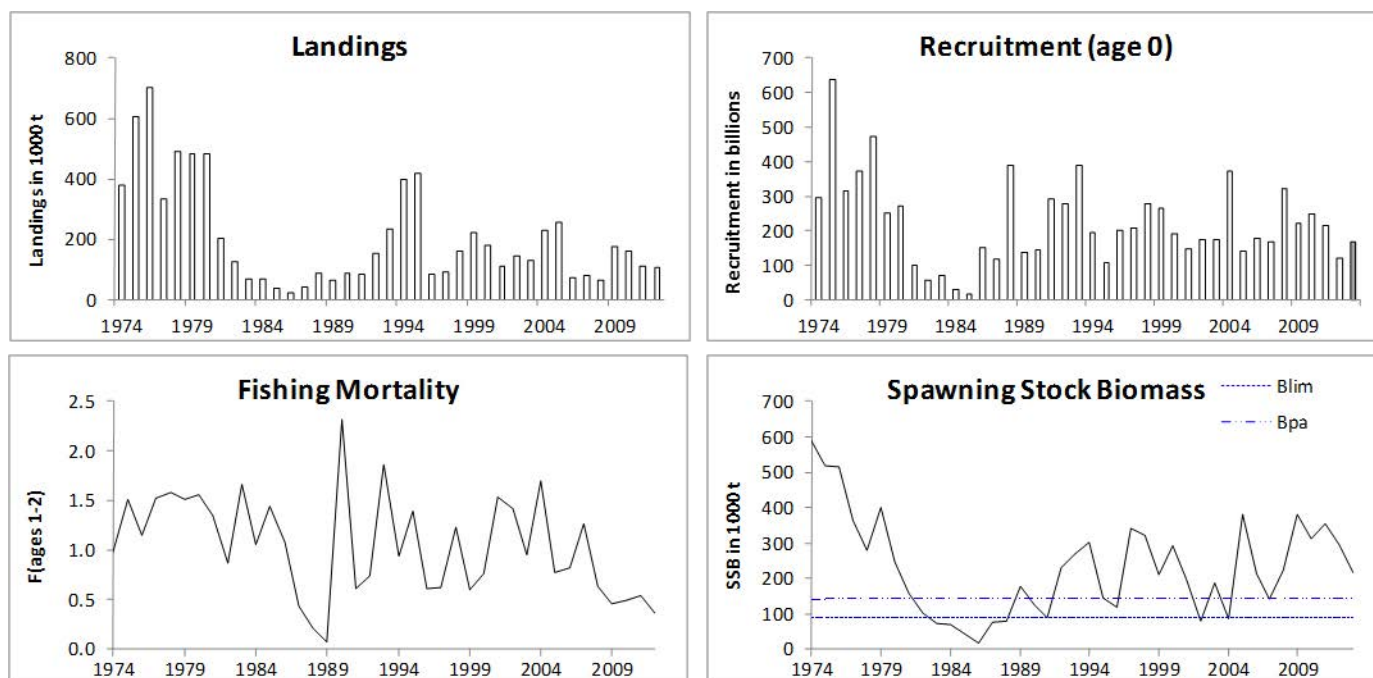 Landings
800
600
400
200
0
Landings in 1000 t
1974 1979 1984 1989 1994 1999 2004 2009
Recruitment (age 0)
700
600
500
400
300
200
100
0
Recruitment in billions
1974 1979 1984 1989 1994 1999 2004 2009
Fishing Mortality
2.5
2.0
1.5
1.0
0.5
0.0
F(ages 1-2)
1974 1979 1984 1989 1994 1999 2004 2009
Spawning Stock Biomass
Blim
Bpa
700
600
500
400
300
200
100
0
SSB in 1000 t
1974 1979 1984 1989 1994 1999 2004 2009